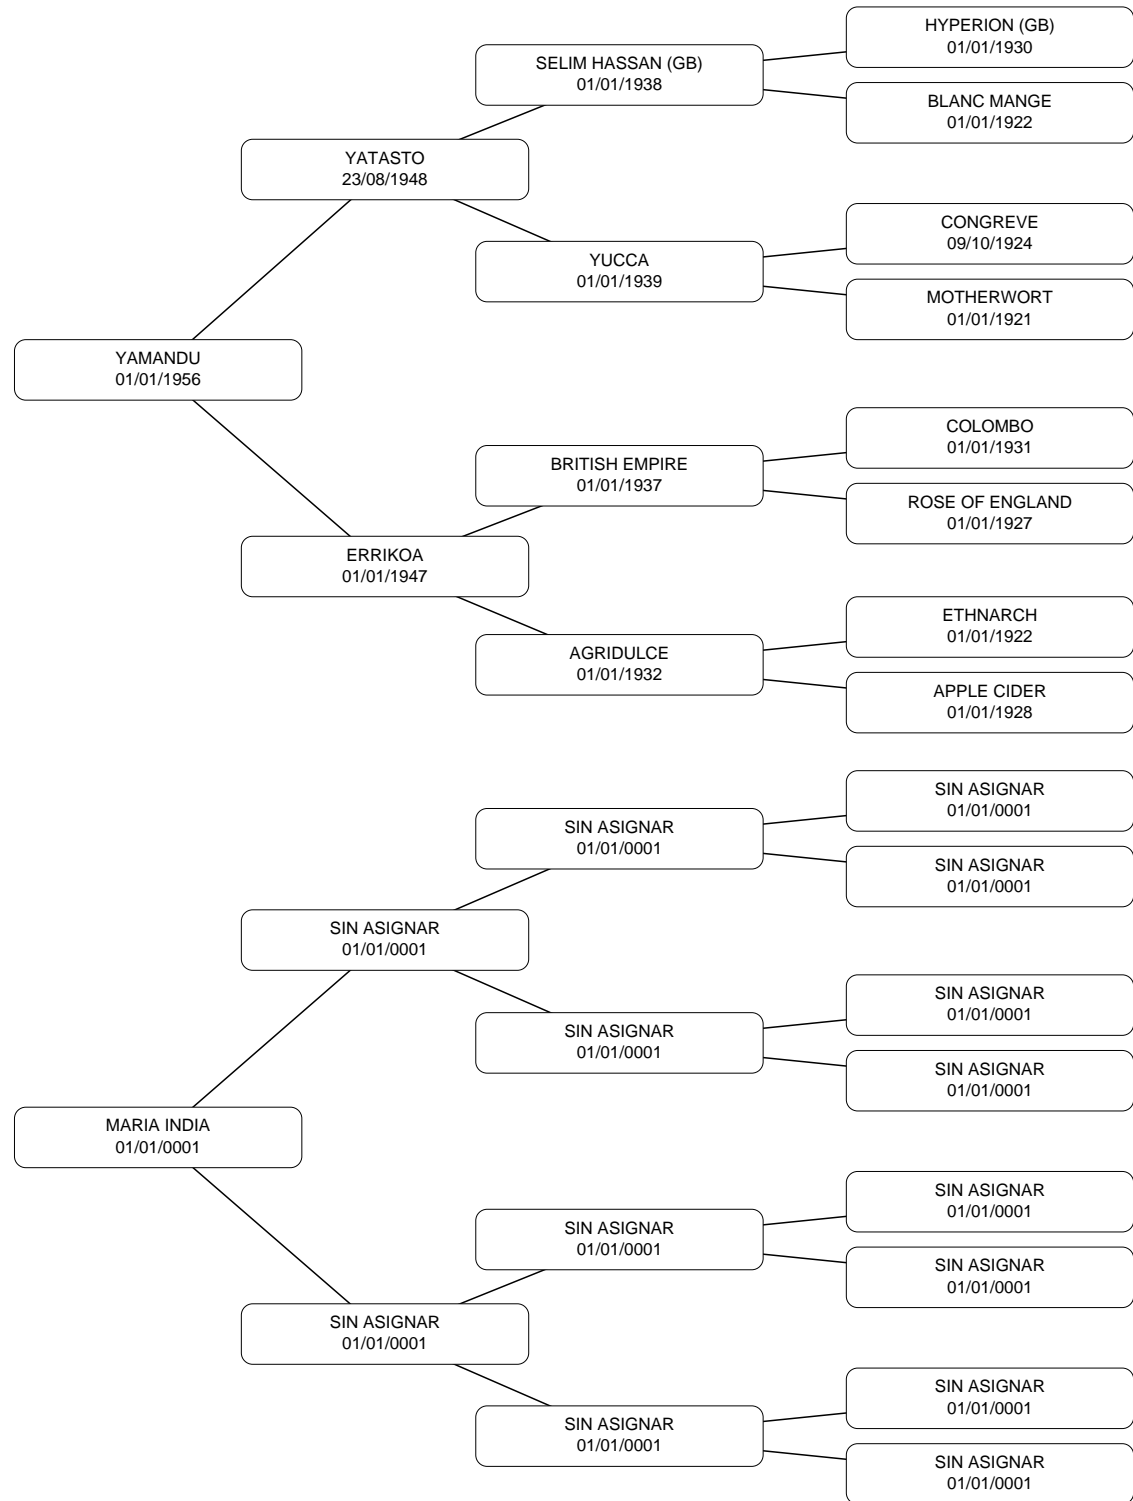 HYPERION (GB)
01/01/1930
SELIM HASSAN (GB)
01/01/1938
BLANC MANGE
01/01/1922
YATASTO
23/08/1948
CONGREVE
09/10/1924
YUCCA
01/01/1939
MOTHERWORT
01/01/1921
YAMANDU
01/01/1956
COLOMBO
01/01/1931
BRITISH EMPIRE
01/01/1937
ROSE OF ENGLAND
01/01/1927
ERRIKOA
01/01/1947
ETHNARCH
01/01/1922
AGRIDULCE
01/01/1932
APPLE CIDER
01/01/1928
SIN ASIGNAR
01/01/0001
SIN ASIGNAR
01/01/0001
SIN ASIGNAR
01/01/0001
SIN ASIGNAR
01/01/0001
SIN ASIGNAR
01/01/0001
SIN ASIGNAR
01/01/0001
SIN ASIGNAR
01/01/0001
MARIA INDIA
01/01/0001
SIN ASIGNAR
01/01/0001
SIN ASIGNAR
01/01/0001
SIN ASIGNAR
01/01/0001
SIN ASIGNAR
01/01/0001
SIN ASIGNAR
01/01/0001
SIN ASIGNAR
01/01/0001
SIN ASIGNAR
01/01/0001